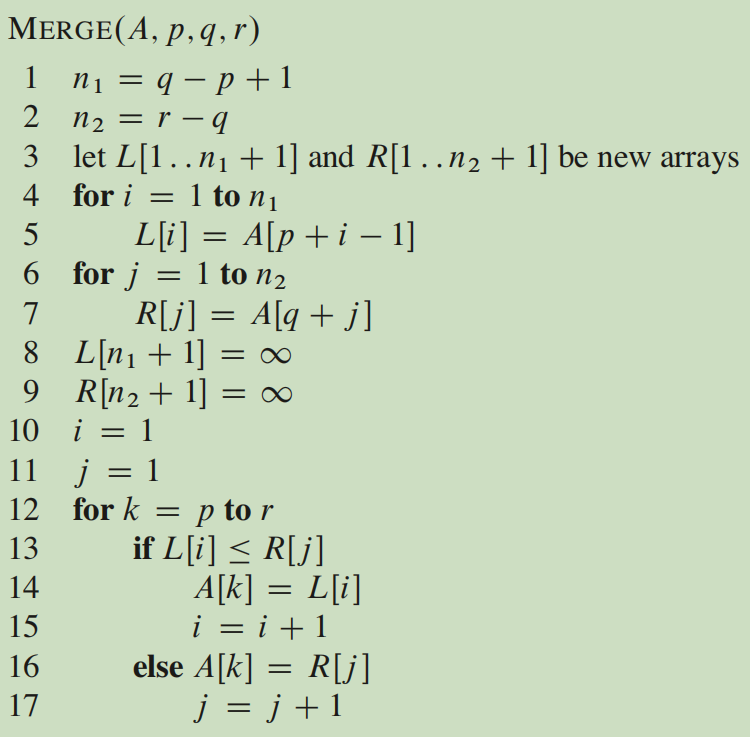 MERGE(A, p, q, r)
1 n₁ = q − p + 1
2 n₂ = r − q
3 let L[1 . . n₁ + 1] and R[1 . . n₂ + 1] be new arrays
4 for i = 1 to n₁
5 L[i] = A[p + i − 1]
6 for j = 1 to n₂
7 R[j] = A[q + j]
8 L[n₁ + 1] = ∞
9 R[n₂ + 1] = ∞
10 i = 1
11 j = 1
12 for k = p to r
13 if L[i] ≤ R[j]
14 A[k] = L[i]
15 i = i + 1
16 else A[k] = R[j]
17 j = j + 1